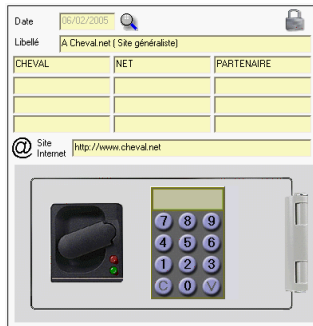 Date 06/02/2005
Libellé A Cheval.net ( Site généraliste)
CHEVAL NET PARTENAIRE
@ Site Internet http://www.cheval.net
7 8 9
4 5 6
1 2 3
C 0 V